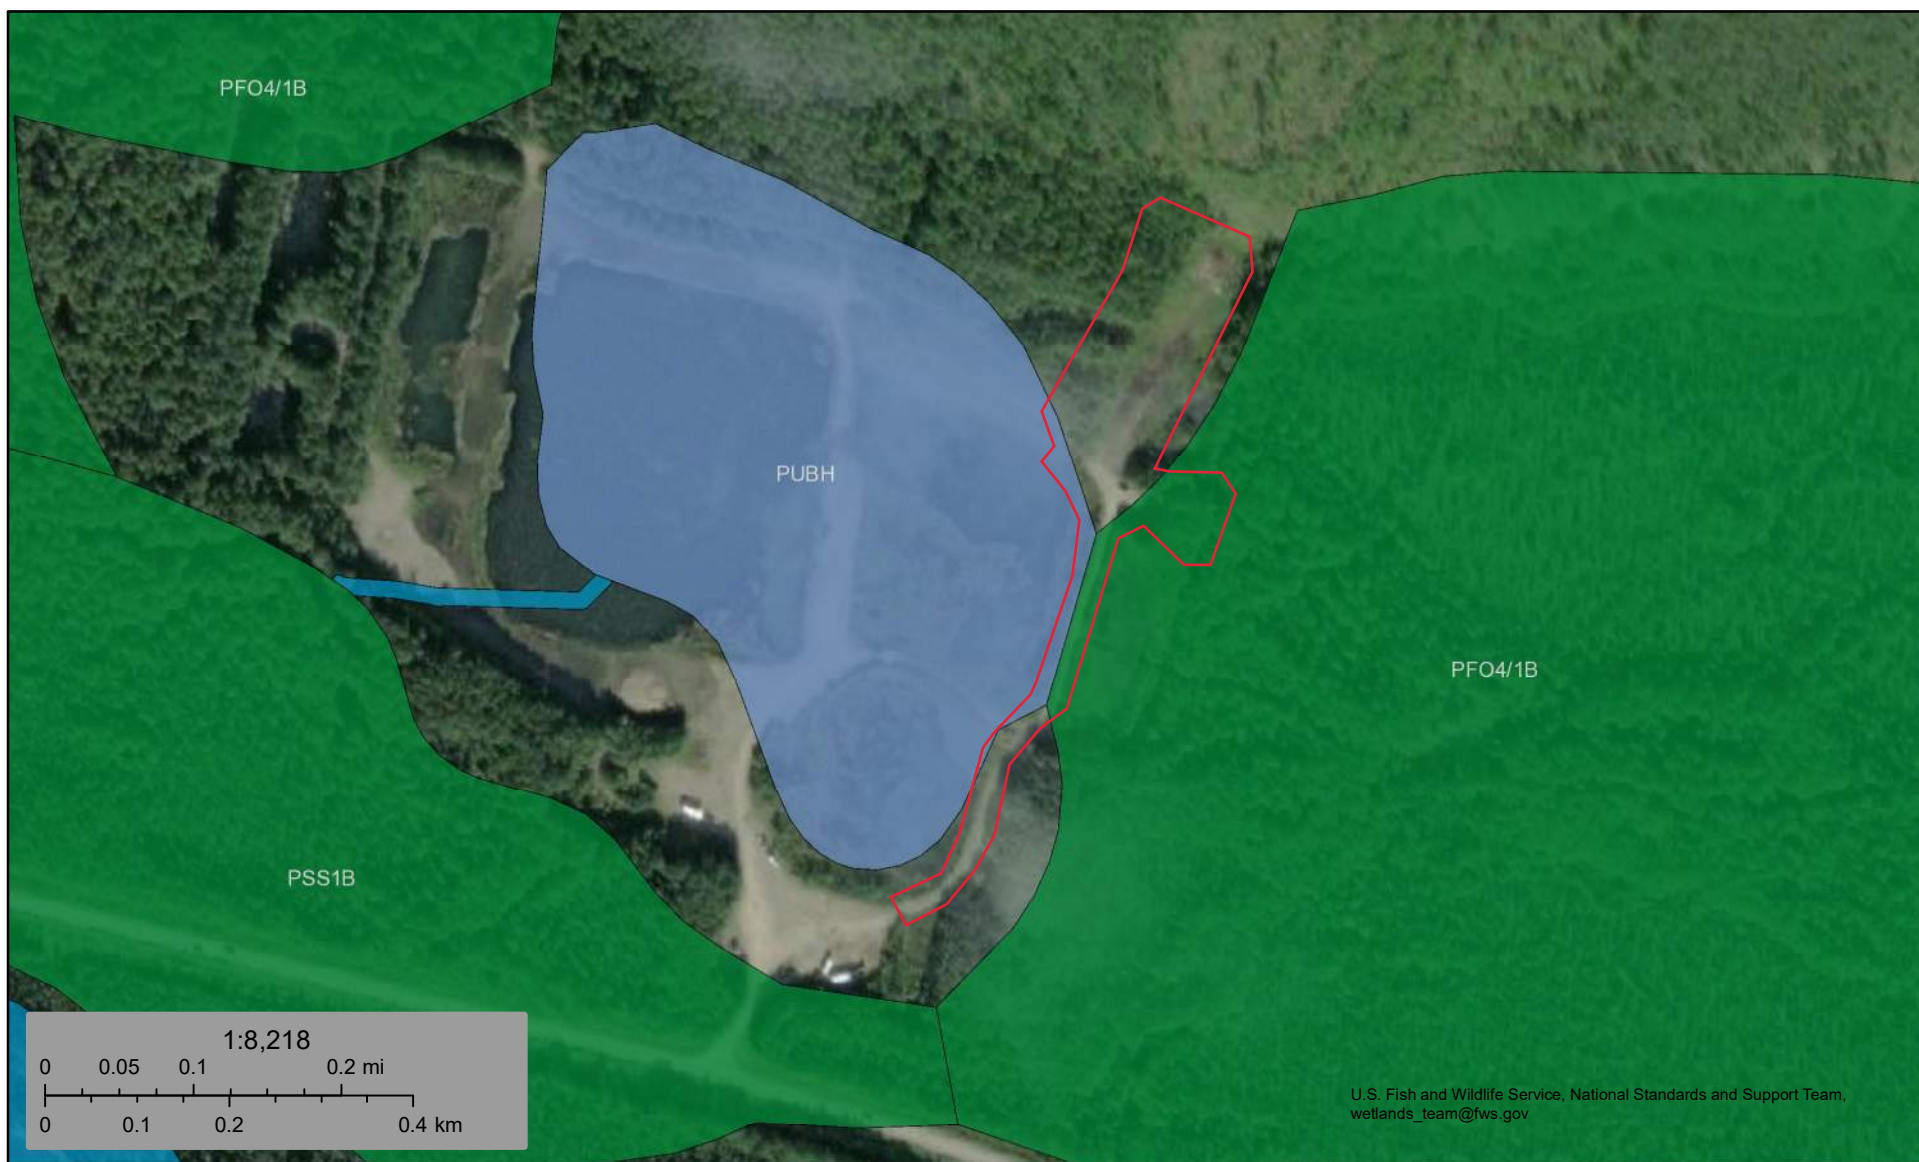 PFO4/1B
PUBH
PFO4/1B
PSS1B
1:8,218
0 0.05 0.1 0.2 mi
0 0.1 0.2 0.4 km
U.S. Fish and Wildlife Service, National Standards and Support Team,
wetlands_team@fws.gov